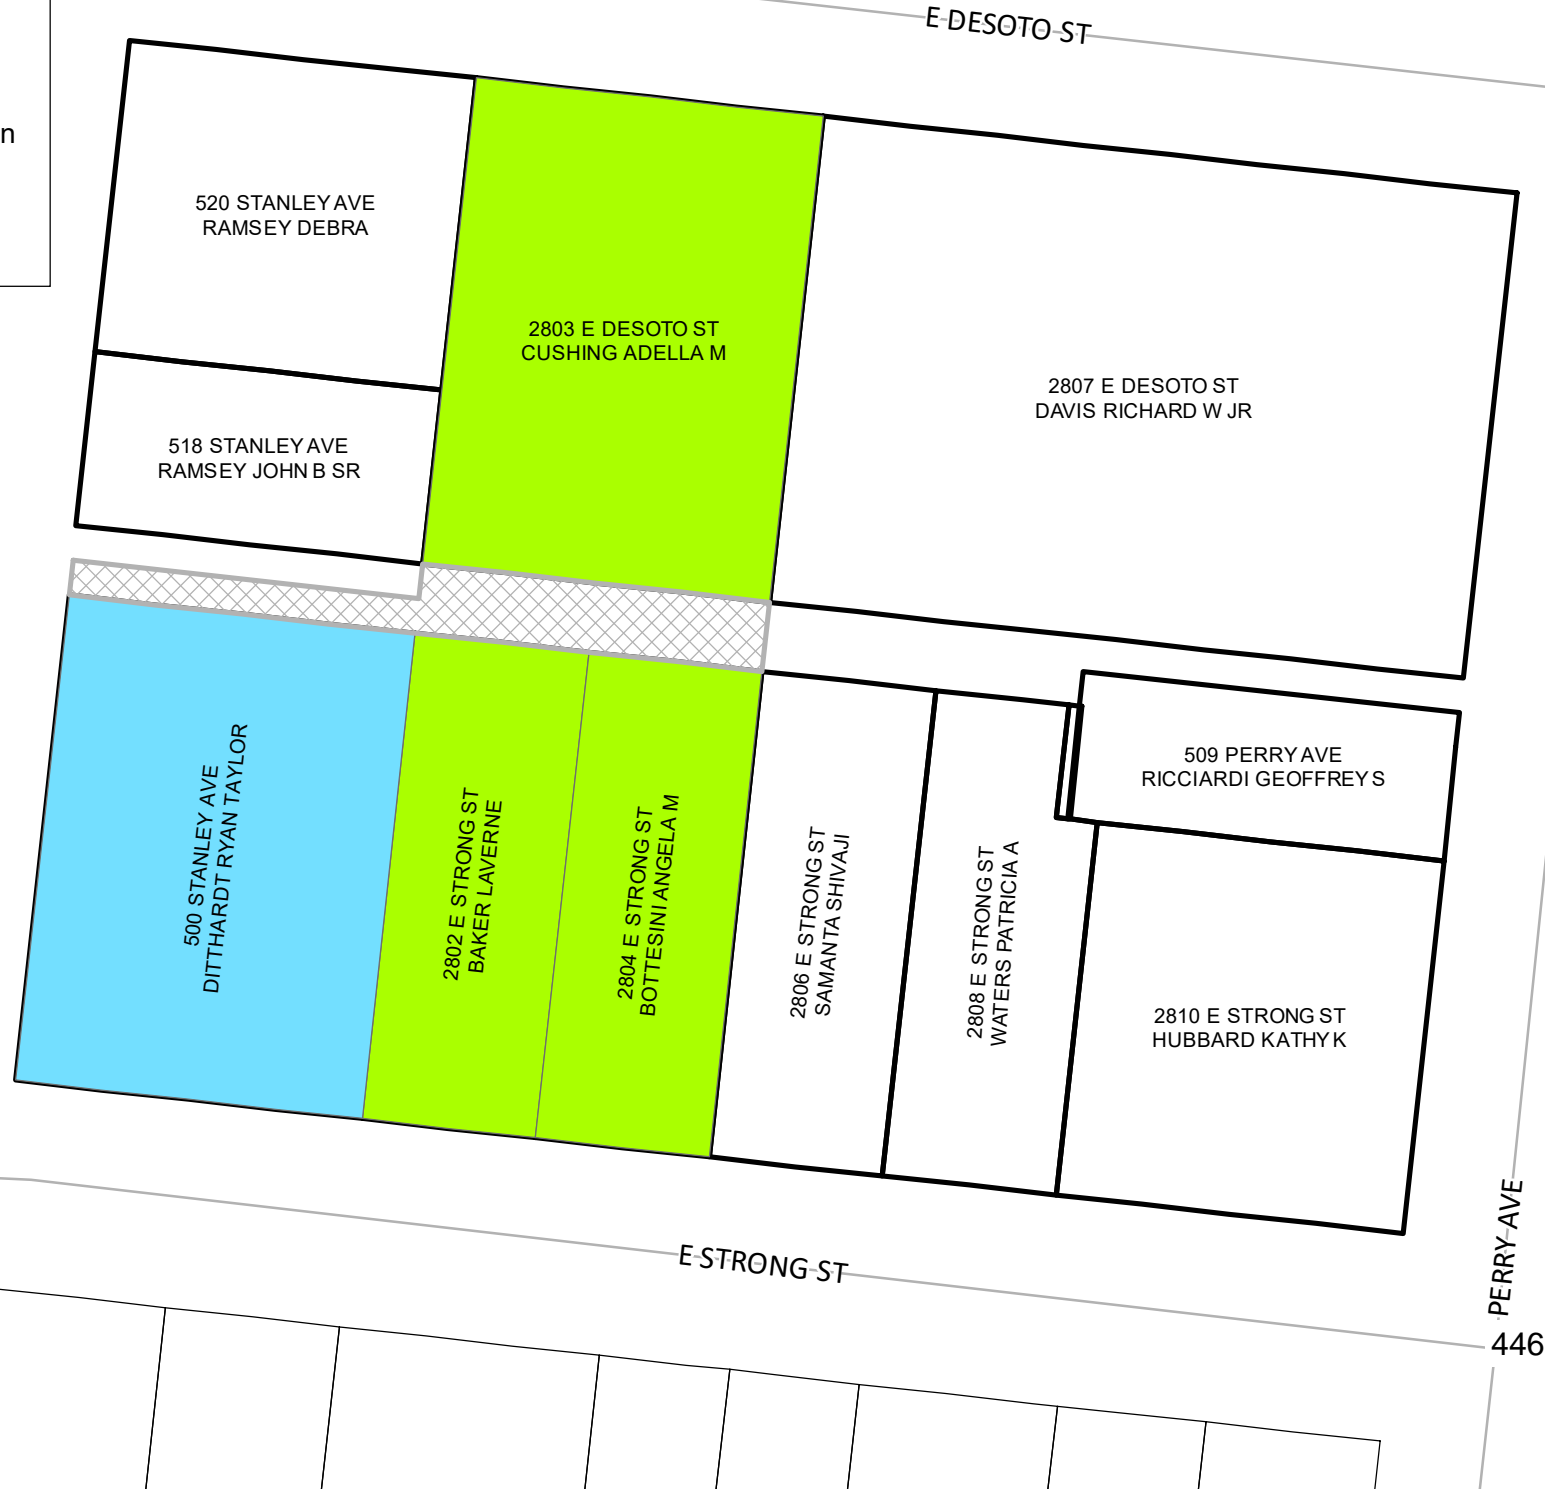 E DESOTO ST
n
520 STANLEY AVE
RAMSEY DEBRA
2803 E DESOTO ST
CUSHING ADELLA M
2807 E DESOTO ST
DAVIS RICHARD W JR
518 STANLEY AVE
RAMSEY JOHN B SR
500 STANLEY AVE
DITTHARDT RYAN TAYLOR
2802 E STRONG ST
BAKER LAVERNE
2804 E STRONG ST
BOTTESINI ANGELA M
2806 E STRONG ST
SAMANTA SHIVAJI
2808 E STRONG ST
WATERS PATRICIA A
509 PERRY AVE
RICCIARDI GEOFFREY S
2810 E STRONG ST
HUBBARD KATHY K
E STRONG ST
PERRY AVE
446